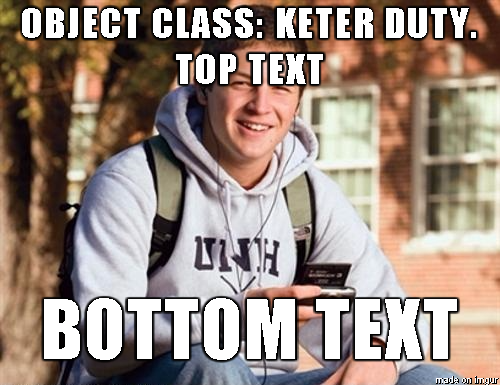 OBJECT CLASS: KETER DUTY.
TOP TEXT
UNH
BOTTOM TEXT
made on imgur